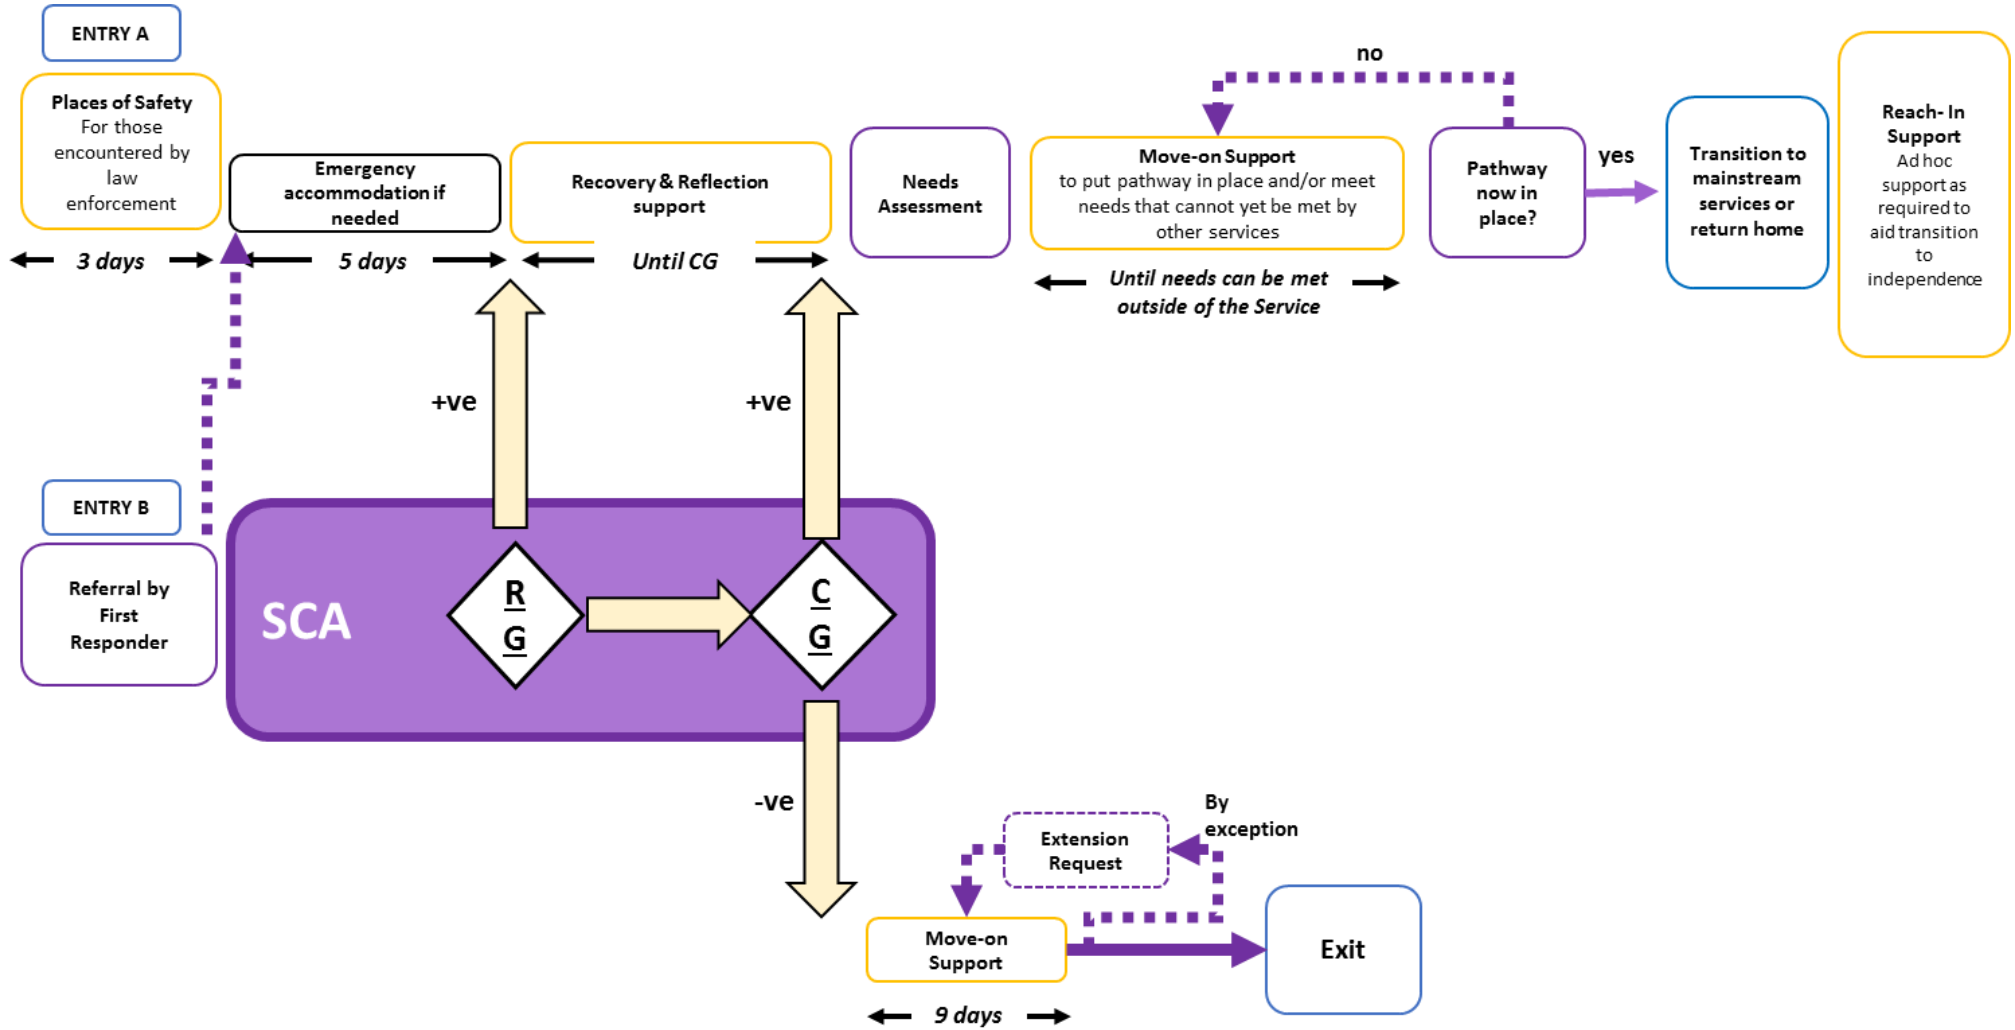 ENTRY A
Places of Safety
For those
encountered by
law
enforcement
3 days
Emergency
accommodation if
needed
5 days
Recovery & Reflection
support
Until CG
Needs
Assessment
Move-on Support
to put pathway in place and/or meet
needs that cannot yet be met by
other services
Until needs can be met
outside of the Service
no
Pathway
now in
place?
yes
Transition to
mainstream
services or
return home
Reach- In
Support
Ad hoc
support as
required to
aid transition
to
independence
+ve
+ve
ENTRY B
Referral by
First
Responder
SCA
R
G
C
G
-ve
Extension
Request
By
exception
Move-on
Support
9 days
Exit